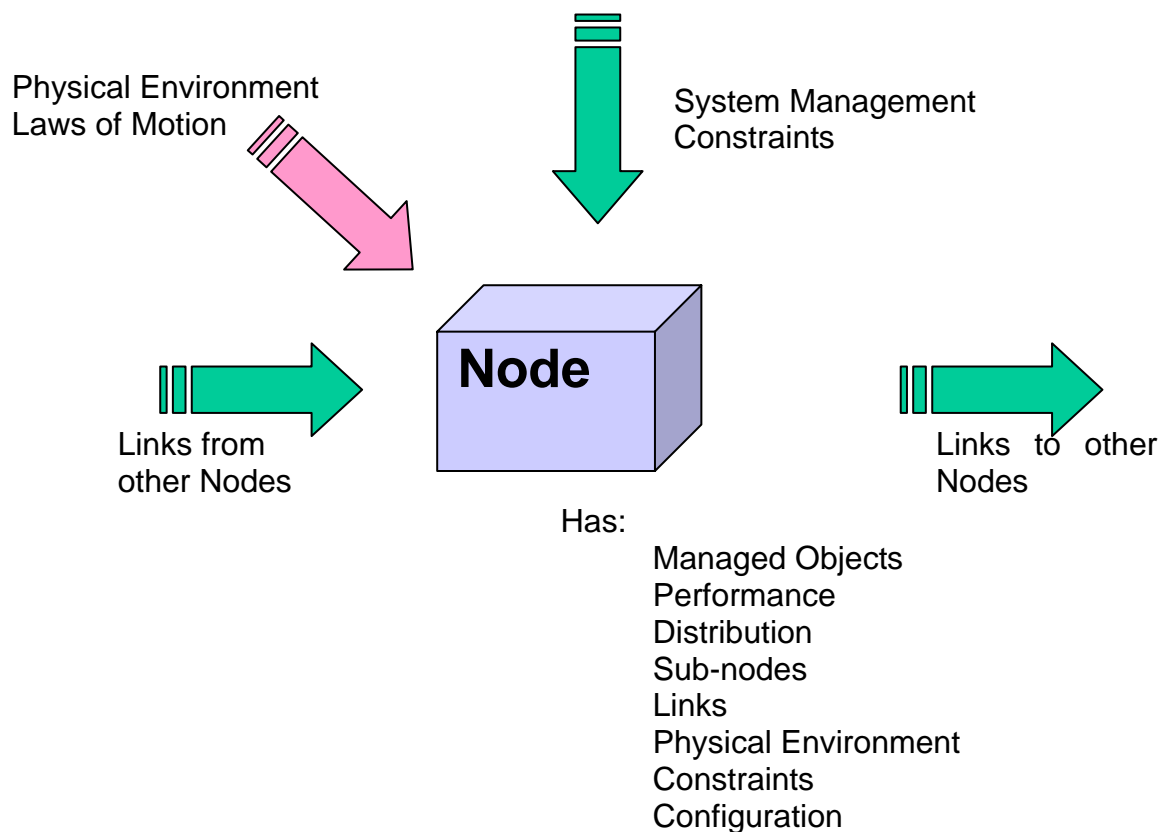 Physical Environment
Laws of Motion
System Management
Constraints
Node
Links from
other Nodes
Links to other
Nodes
Has:
Managed Objects
Performance
Distribution
Sub-nodes
Links
Physical Environment
Constraints
Configuration